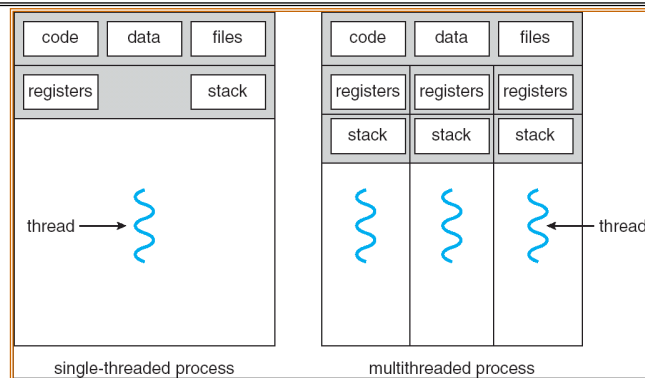 code data files
registers stack
thread
single-threaded process
code data files
registers registers registers
stack stack stack
thread
multithreaded process